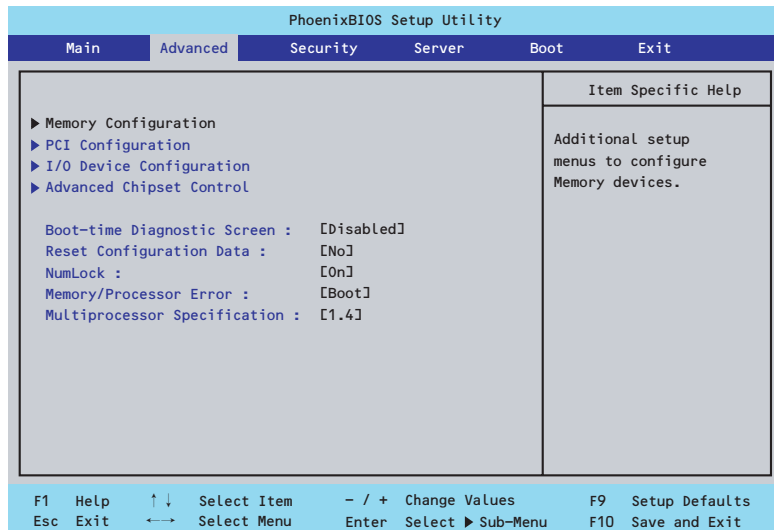 PhoenixBIOS Setup Utility
Main Advanced Security Server Boot Exit
Item Specific Help
▶ Memory Configuration
▶ PCI Configuration
▶ I/O Device Configuration
▶ Advanced Chipset Control
Additional setup
menus to configure
Memory devices.
Boot-time Diagnostic Screen : [Disabled]
Reset Configuration Data : [No]
NumLock : [On]
Memory/Processor Error : [Boot]
Multiprocessor Specification : [1.4]
F1 Help ↑↓ Select Item - / + Change Values F9 Setup Defaults
Esc Exit ←→ Select Menu Enter Select ▶ Sub-Menu F10 Save and Exit